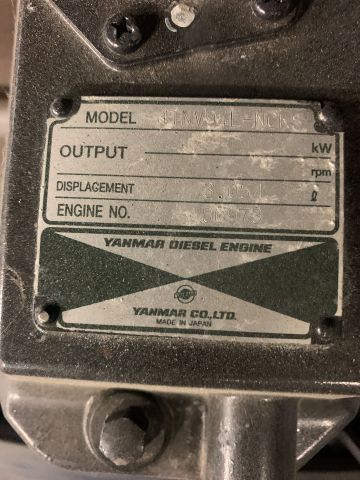 MODEL
OUTPUT kW
rpm
DISPLACEMENT ℓ
ENGINE NO.
YANMAR DIESEL ENGINE
YANMAR CO.,LTD.
MADE IN JAPAN